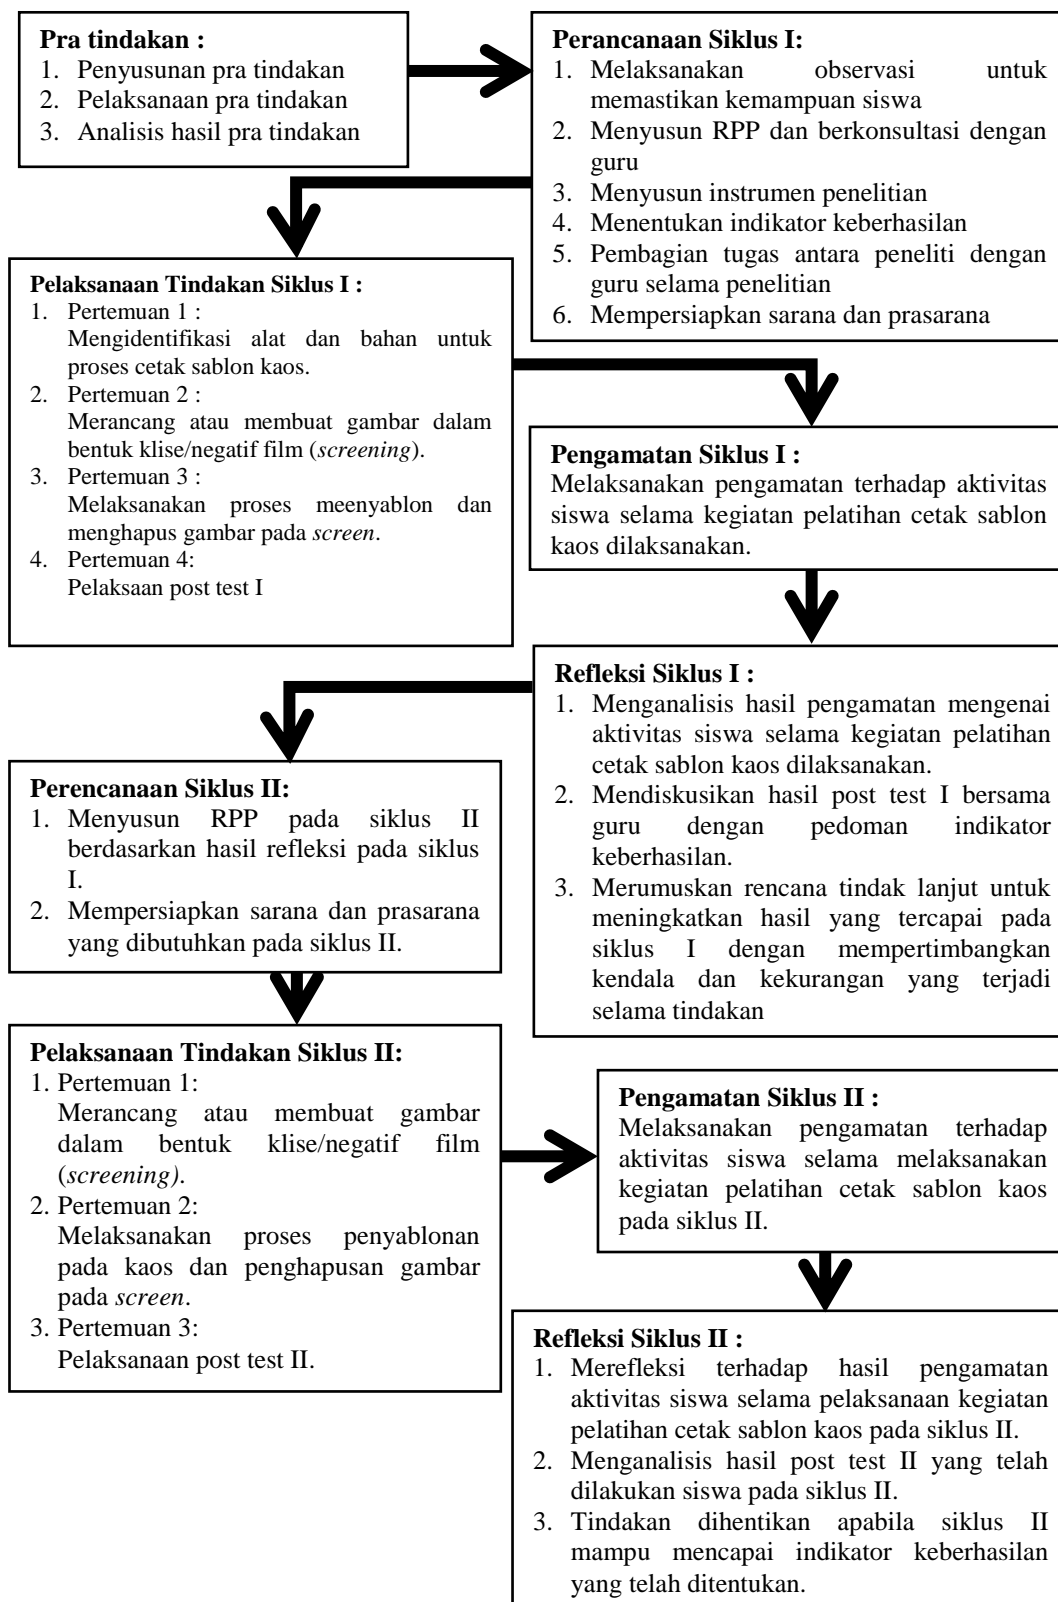 Pra tindakan :
1. Penyusunan pra tindakan
2. Pelaksanaan pra tindakan
3. Analisis hasil pra tindakan
Perancanaan Siklus I:
1. Melaksanakan observasi untuk
memastikan kemampuan siswa
2. Menyusun RPP dan berkonsultasi dengan
guru
3. Menyusun instrumen penelitian
4. Menentukan indikator keberhasilan
5. Pembagian tugas antara peneliti dengan
guru selama penelitian
6. Mempersiapkan sarana dan prasarana
Pelaksanaan Tindakan Siklus I :
1. Pertemuan 1 :
Mengidentifikasi alat dan bahan untuk
proses cetak sablon kaos.
2. Pertemuan 2 :
Merancang atau membuat gambar dalam
bentuk klise/negatif film (screening).
3. Pertemuan 3 :
Melaksanakan proses meenyablon dan
menghapus gambar pada screen.
4. Pertemuan 4:
Pelaksaan post test I
Pengamatan Siklus I :
Melaksanakan pengamatan terhadap aktivitas
siswa selama kegiatan pelatihan cetak sablon
kaos dilaksanakan.
Refleksi Siklus I :
1. Menganalisis hasil pengamatan mengenai
aktivitas siswa selama kegiatan pelatihan
cetak sablon kaos dilaksanakan.
2. Mendiskusikan hasil post test I bersama
guru dengan pedoman indikator
keberhasilan.
3. Merumuskan rencana tindak lanjut untuk
meningkatkan hasil yang tercapai pada
siklus I dengan mempertimbangkan
kendala dan kekurangan yang terjadi
selama tindakan
Perencanaan Siklus II:
1. Menyusun RPP pada siklus II
berdasarkan hasil refleksi pada siklus
I.
2. Mempersiapkan sarana dan prasarana
yang dibutuhkan pada siklus II.
Pelaksanaan Tindakan Siklus II:
1. Pertemuan 1:
Merancang atau membuat gambar
dalam bentuk klise/negatif film
(screening).
2. Pertemuan 2:
Melaksanakan proses penyablonan
pada kaos dan penghapusan gambar
pada screen.
3. Pertemuan 3:
Pelaksanaan post test II.
Pengamatan Siklus II :
Melaksanakan pengamatan terhadap
aktivitas siswa selama melaksanakan
kegiatan pelatihan cetak sablon kaos
pada siklus II.
Refleksi Siklus II :
1. Merefleksi terhadap hasil pengamatan
aktivitas siswa selama pelaksanaan kegiatan
pelatihan cetak sablon kaos pada siklus II.
2. Menganalisis hasil post test II yang telah
dilakukan siswa pada siklus II.
3. Tindakan dihentikan apabila siklus II
mampu mencapai indikator keberhasilan
yang telah ditentukan.